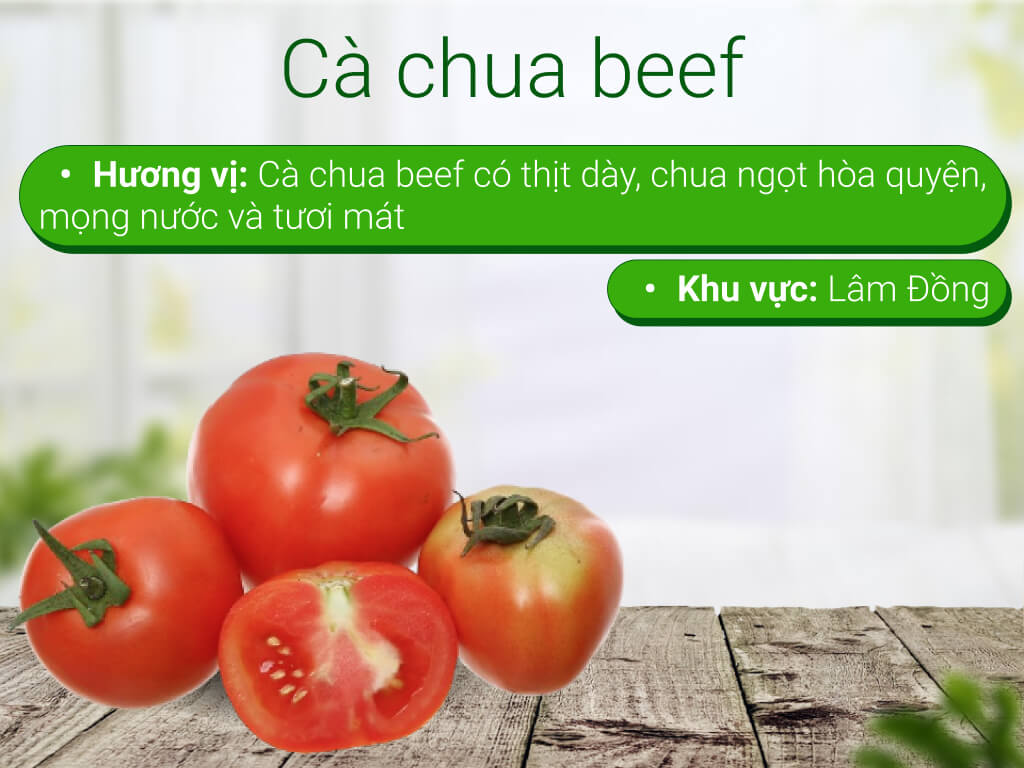 Cà chua beef
• Hương vị: Cà chua beef có thịt dày, chua ngọt hòa quyện,
mọng nước và tươi mát
• Khu vực: Lâm Đồng